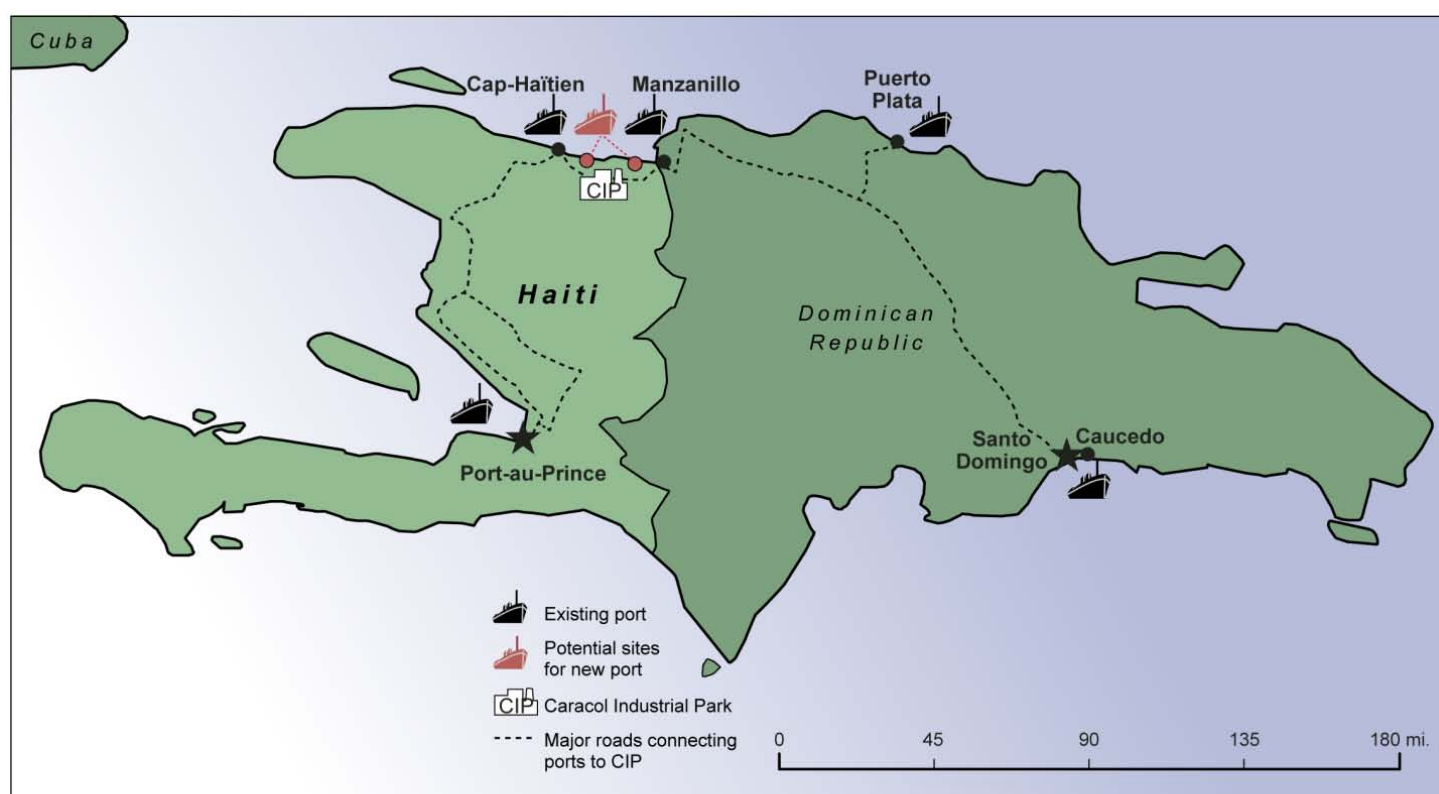 Cuba
Cap-Haïtien
Manzanillo
Puerto
Plata
CIP
Haiti
Dominican
Republic
Port-au-Prince
Santo
Domingo
Caucedo
Existing port
Potential sites
for new port
CIP
Caracol Industrial Park
Major roads connecting
ports to CIP
0 45 90 135 180 mi.